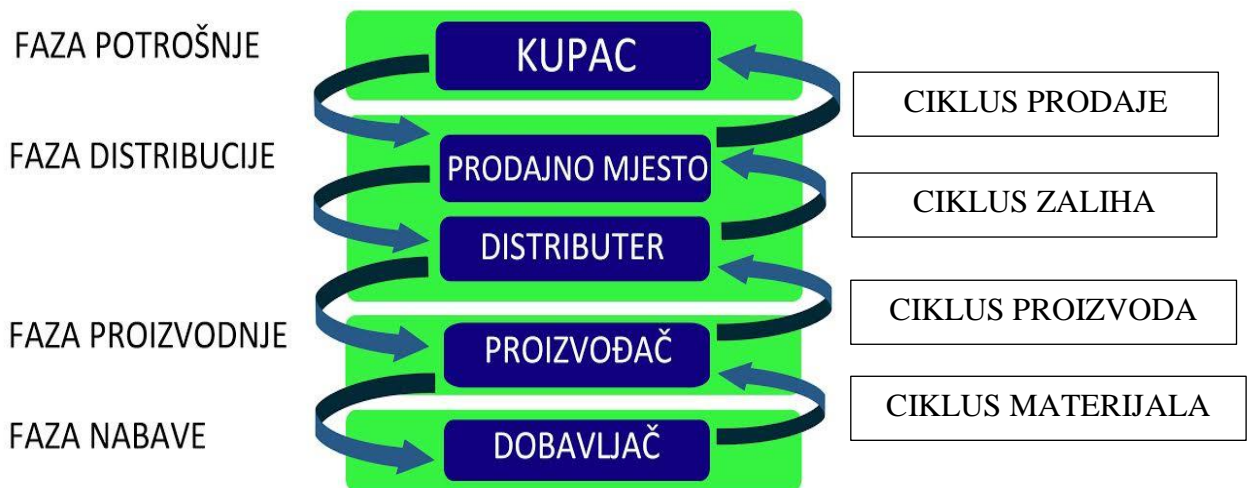 FAZA POTROŠNJE
KUPAC
CIKLUS PRODAJE
FAZA DISTRIBUCIJE
PRODAJNO MJESTO
CIKLUS ZALIHA
DISTRIBUTER
CIKLUS PROIZVODA
FAZA PROIZVODNJE
PROIZVOĐAČ
CIKLUS MATERIJALA
FAZA NABAVE
DOBAVLJAČ